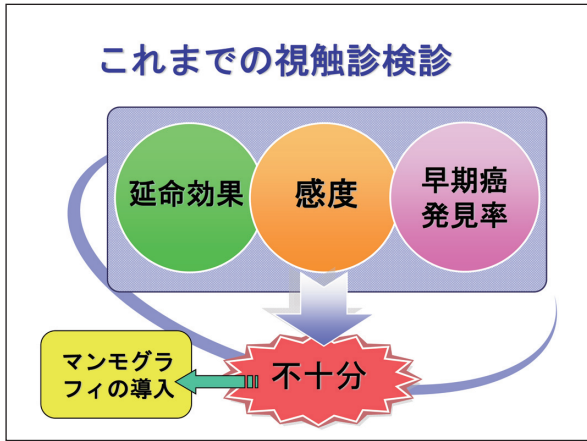 これまでの視触診検診
延命効果
感度
早期癌
発見率
不十分
マンモグラ
フィの導入